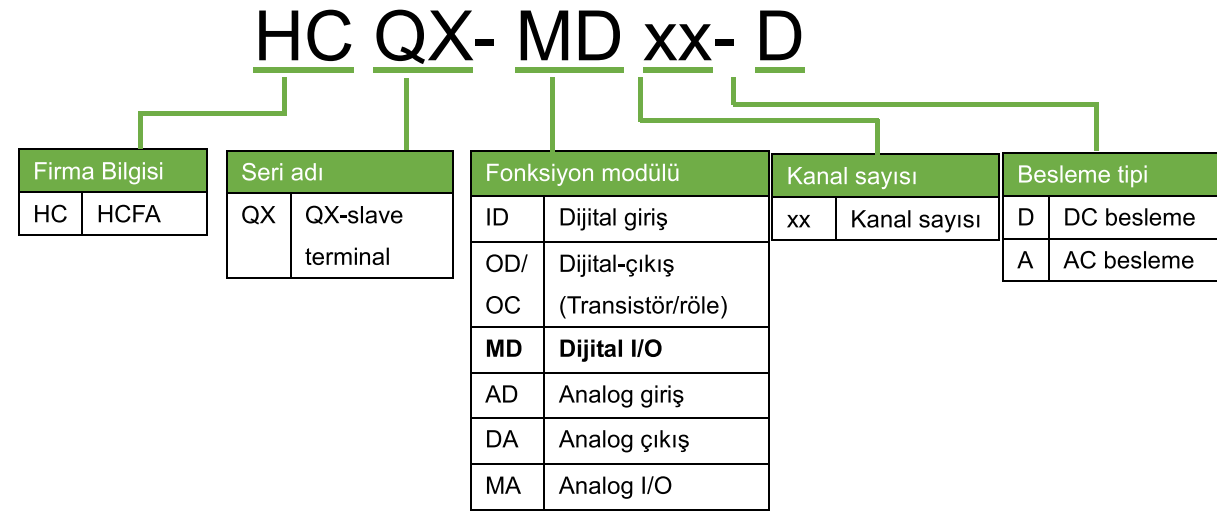 HC QX- MD xx- D
Firma Bilgisi
HC HCFA
Seri adı
QX QX-slave
terminal
Fonksiyon modülü
ID Dijital giriş
OD/ Dijital-çıkış
OC (Transistör/röle)
MD Dijital I/O
AD Analog giriş
DA Analog çıkış
MA Analog I/O
Kanal sayısı
xx Kanal sayısı
Besleme tipi
D DC besleme
A AC besleme